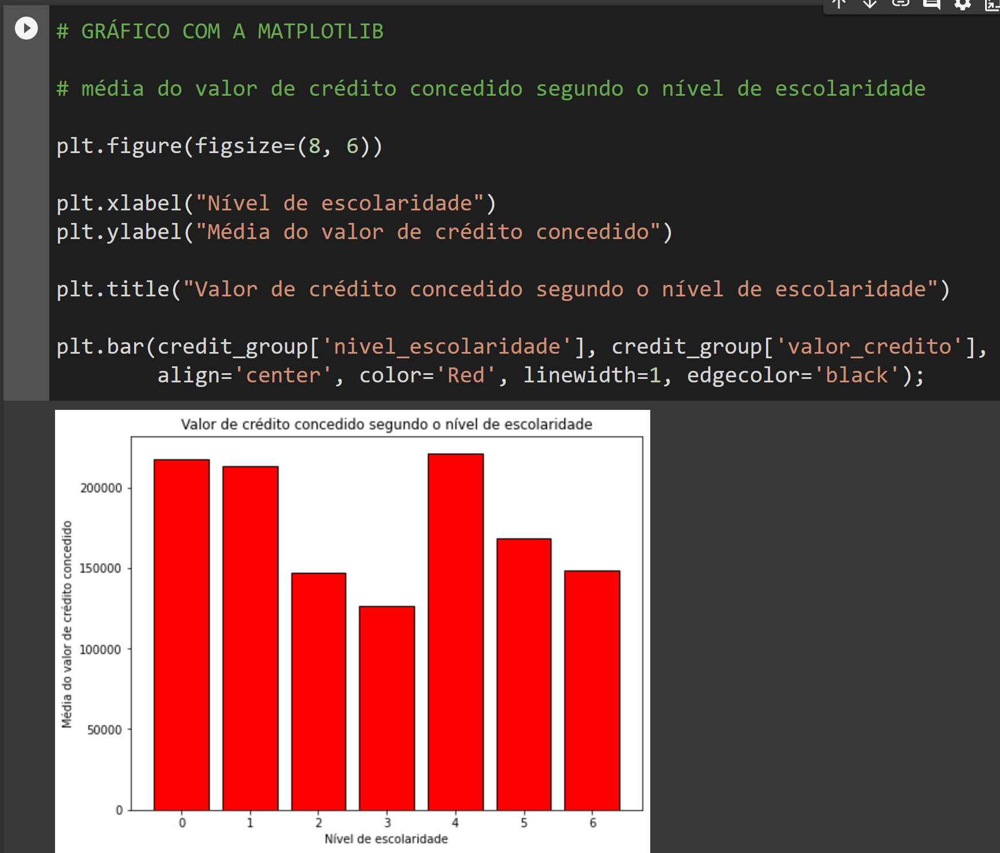 # GRÁFICO COM A MATPLOTLIB
# média do valor de crédito concedido segundo o nível de escolaridade
plt.figure(figsize=(8, 6))
plt.xlabel("Nível de escolaridade")
plt.ylabel("Média do valor de crédito concedido")
plt.title("Valor de crédito concedido segundo o nível de escolaridade")
plt.bar(credit_group['nivel_escolaridade'], credit_group['valor_credito'],
align='center', color='Red', linewidth=1, edgecolor='black');
Valor de crédito concedido segundo o nível de escolaridade
Média do valor de crédito concedido
200000
150000
100000
50000
0
0 1 2 3 4 5 6
Nível de escolaridade